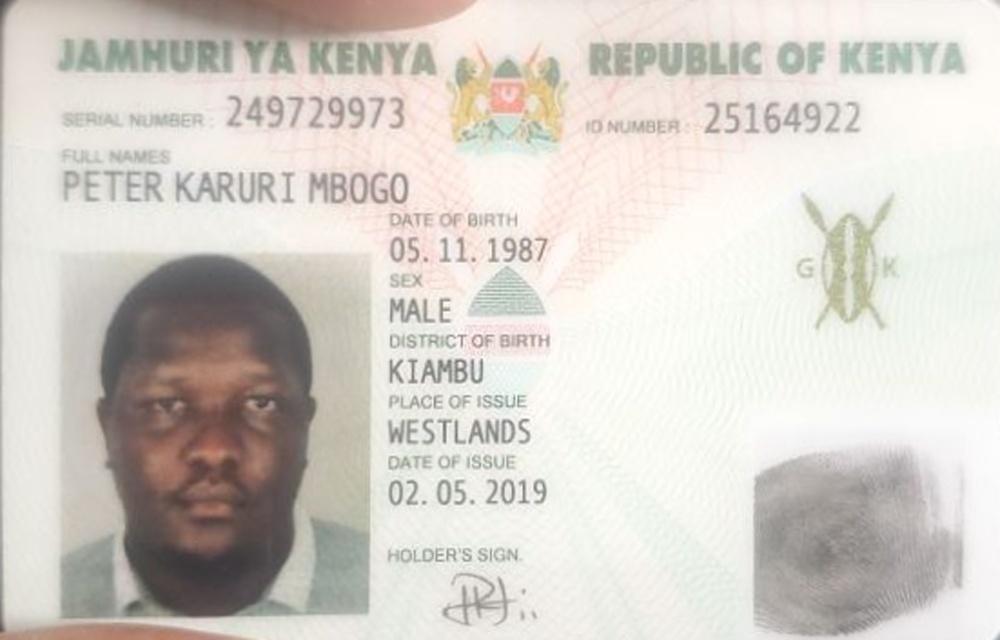 JAMHURI YA KENYA REPUBLIC OF KENYA
SERIAL NUMBER : 249729973 ID NUMBER : 25164922
FULL NAMES
PETER KARURI MBOGO
DATE OF BIRTH
05. 11. 1987
SEX
MALE
DISTRICT OF BIRTH
KIAMBU
PLACE OF ISSUE
WESTLANDS
DATE OF ISSUE
02. 05. 2019
HOLDER'S SIGN.
G K